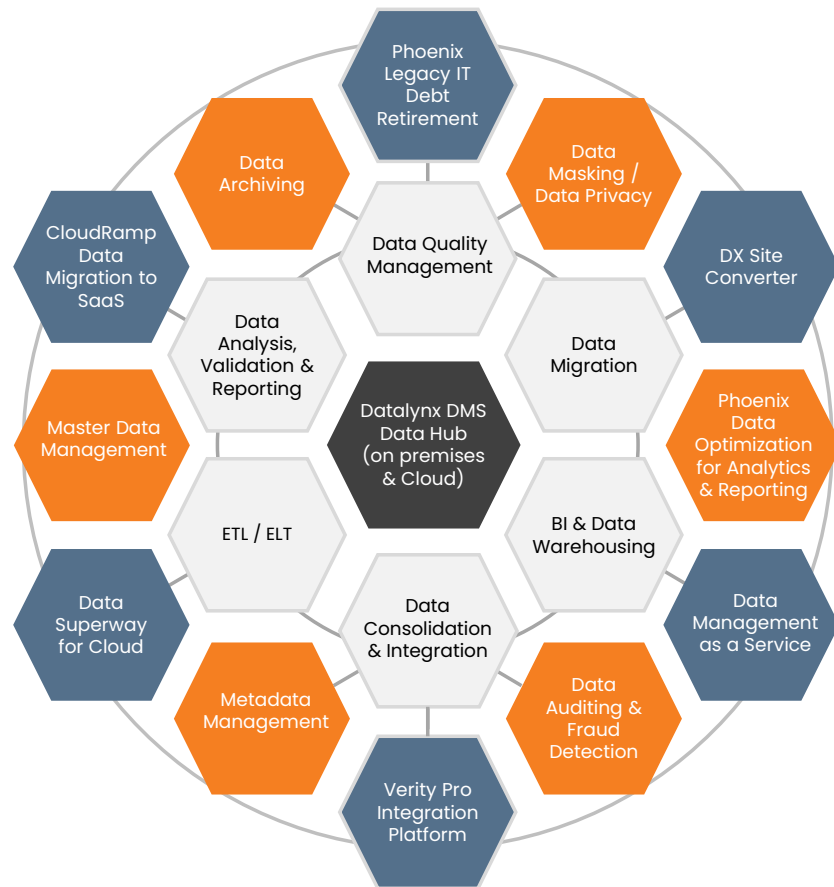 Phoenix
Legacy IT
Debt
Retirement
Data
Archiving
Data
Masking /
Data Privacy
CloudRamp
Data
Migration to
SaaS
Data Quality
Management
DX Site
Converter
Data
Analysis,
Validation &
Reporting
Data
Migration
Master Data
Management
Datalynx DMS
Data Hub
(on premises
& Cloud)
Phoenix
Data
Optimization
for Analytics
& Reporting
ETL / ELT
BI & Data
Warehousing
Data
Superway
for Cloud
Data
Consolidation
& Integration
Data
Management
as a Service
Metadata
Management
Data
Auditing &
Fraud
Detection
Verity Pro
Integration
Platform